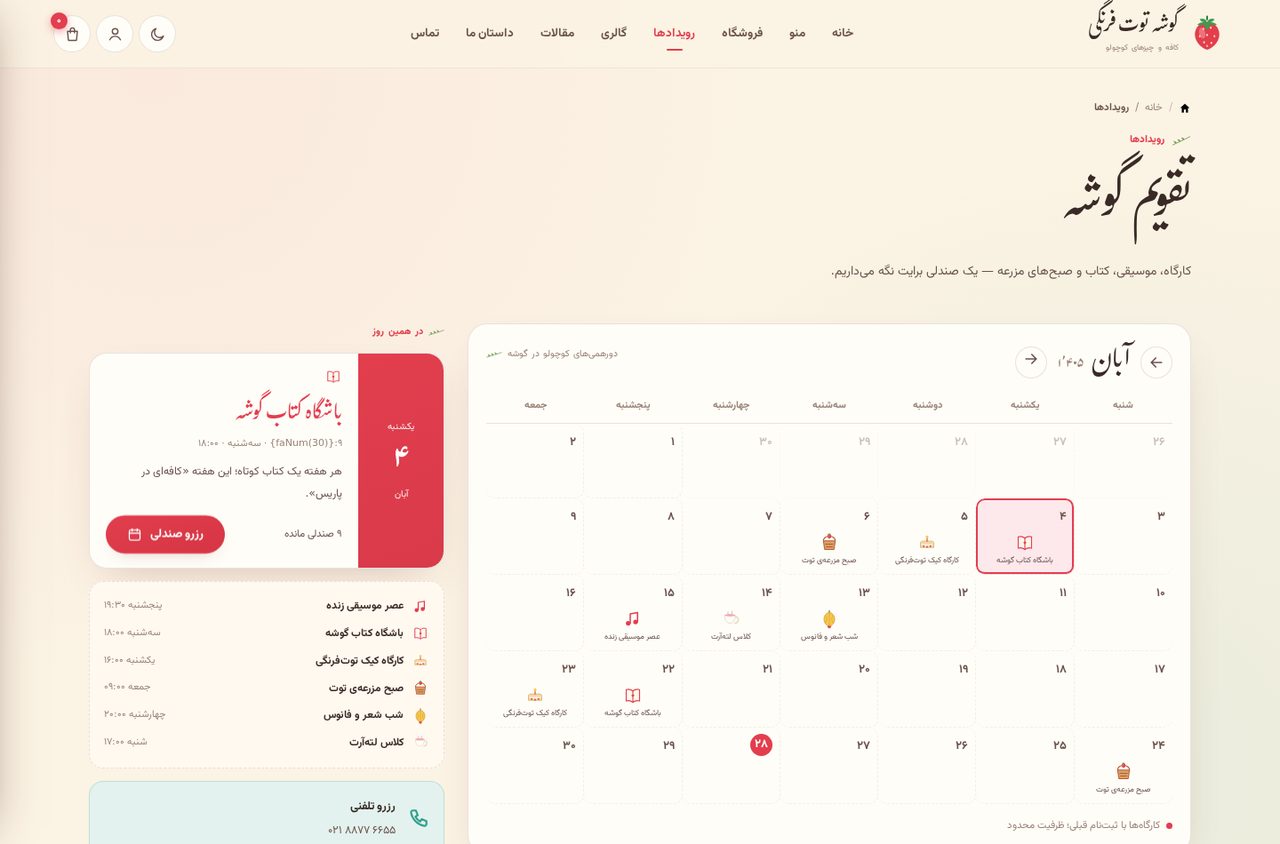 گوشه توت فرنگی
کافه و چیزهای کوچولو
خانه
منو
فروشگاه
رویدادها
گالری
مقالات
داستان ما
تماس
۰
خانه / رویدادها
رویدادها
تقویم گوشه
کارگاه، موسیقی، کتاب و صبح‌های مزرعه — یک صندلی برایت نگه می‌داریم.
آبان ۱٬۴۰۵
دورهمی‌های کوچولو در گوشه
شنبه یکشنبه دوشنبه سه‌شنبه چهارشنبه پنجشنبه جمعه
۲۶ ۲۷ ۲۸ ۲۹ ۳۰ ۱ ۲
۳ ۴ ۵ ۶ ۷ ۸ ۹
باشگاه کتاب گوشه
کارگاه کیک توت‌فرنگی
صبح مزرعه‌ی توت
۱۰ ۱۱ ۱۲ ۱۳ ۱۴ ۱۵ ۱۶
شب شعر و فانوس
کلاس لته‌آرت
عصر موسیقی زنده
۱۷ ۱۸ ۱۹ ۲۰ ۲۱ ۲۲ ۲۳
باشگاه کتاب گوشه
کارگاه کیک توت‌فرنگی
۲۴ ۲۵ ۲۶ ۲۷ ۲۸ ۲۹ ۳۰
صبح مزرعه‌ی توت
کارگاه‌ها با ثبت‌نام قبلی؛ ظرفیت محدود
در همین روز
یکشنبه
۴
آبان
باشگاه کتاب گوشه
۹:{faNum(30)} · سه‌شنبه · ۱۸:۰۰
هر هفته یک کتاب کوتاه؛ این هفته «کافه‌ای در
پاریس».
۹ صندلی مانده
رزرو صندلی
عصر موسیقی زنده پنجشنبه ۱۹:۳۰
باشگاه کتاب گوشه سه‌شنبه ۱۸:۰۰
کارگاه کیک توت‌فرنگی یکشنبه ۱۶:۰۰
صبح مزرعه‌ی توت جمعه ۰۹:۰۰
شب شعر و فانوس چهارشنبه ۲۰:۰۰
کلاس لته‌آرت شنبه ۱۷:۰۰
رزرو تلفنی
۰۲۱ ۸۸۷۷ ۶۶۵۵